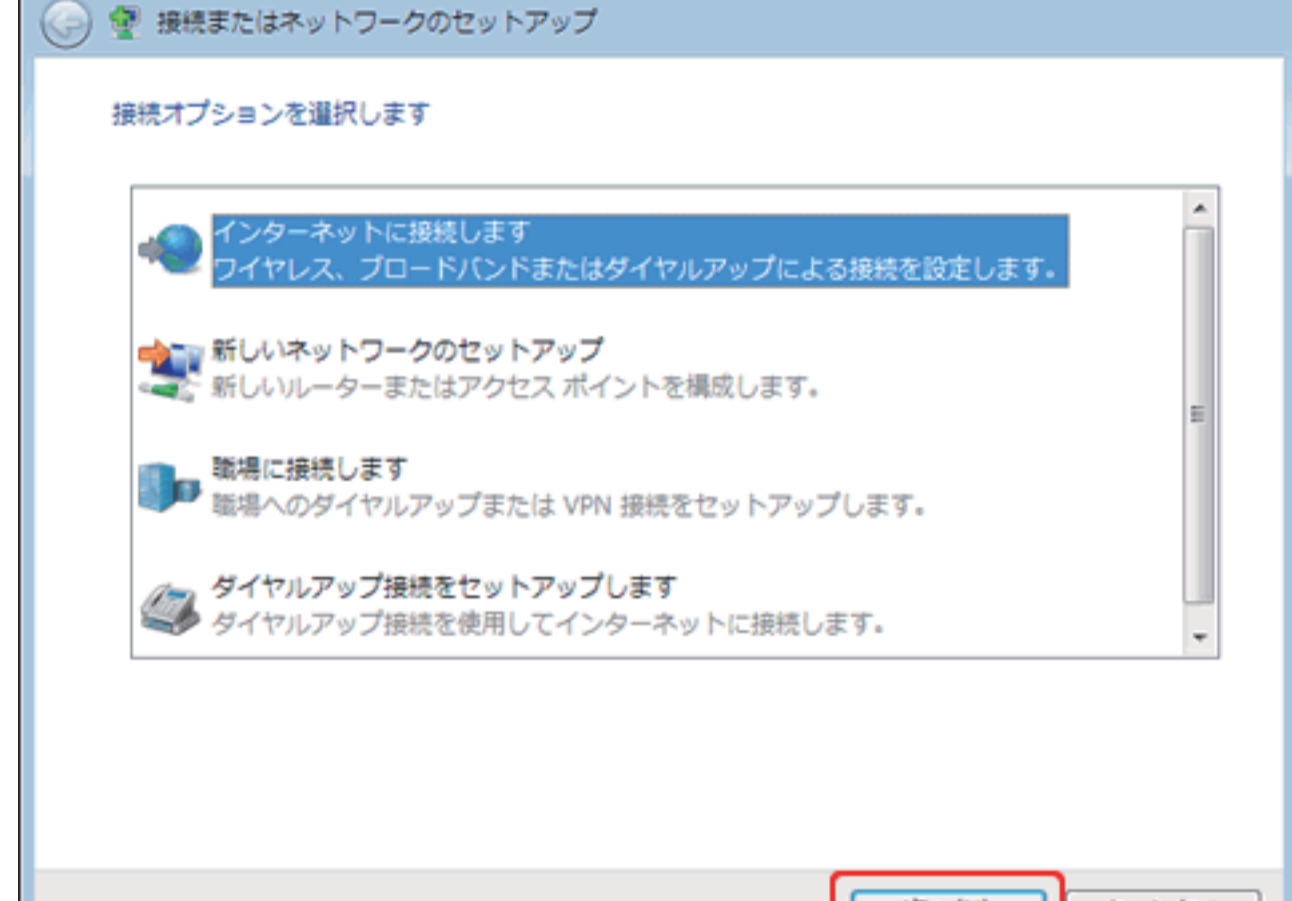 接続またはネットワークのセットアップ
接続オプションを選択します
インターネットに接続します
ワイヤレス、ブロードバンドまたはダイヤルアップによる接続を設定します。
新しいネットワークのセットアップ
新しいルーターまたはアクセス ポイントを構成します。
職場に接続します
職場へのダイヤルアップまたは VPN 接続をセットアップします。
ダイヤルアップ接続をセットアップします
ダイヤルアップ接続を使用してインターネットに接続します。